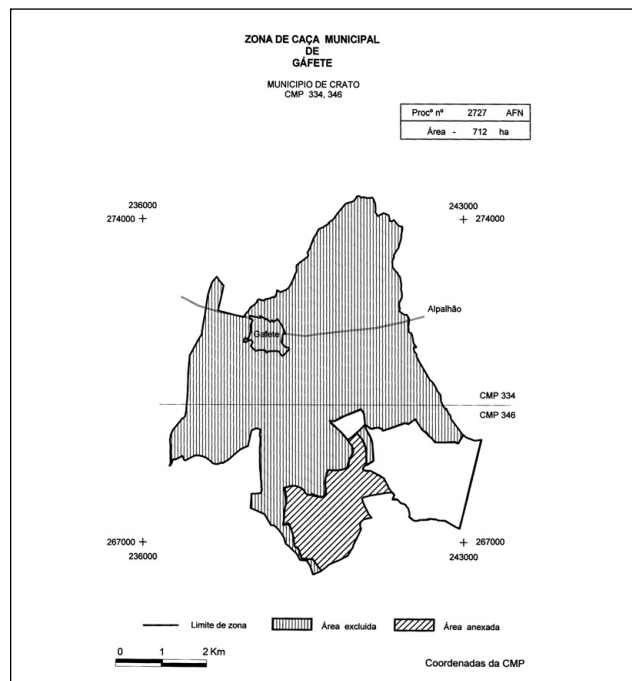 ZONA DE CAÇA MUNICIPAL
DE
GÁFETE
MUNICIPIO DE CRATO
CMP 334, 346
Procº nº 2727 AFN
Área - 712 ha
236000
274000
243000
274000
Alpalhão
Gafete
CMP 334
CMP 346
267000
236000
267000
243000
Limite de zona
Área excluida
Área anexada
0 1 2 Km
Coordenadas da CMP